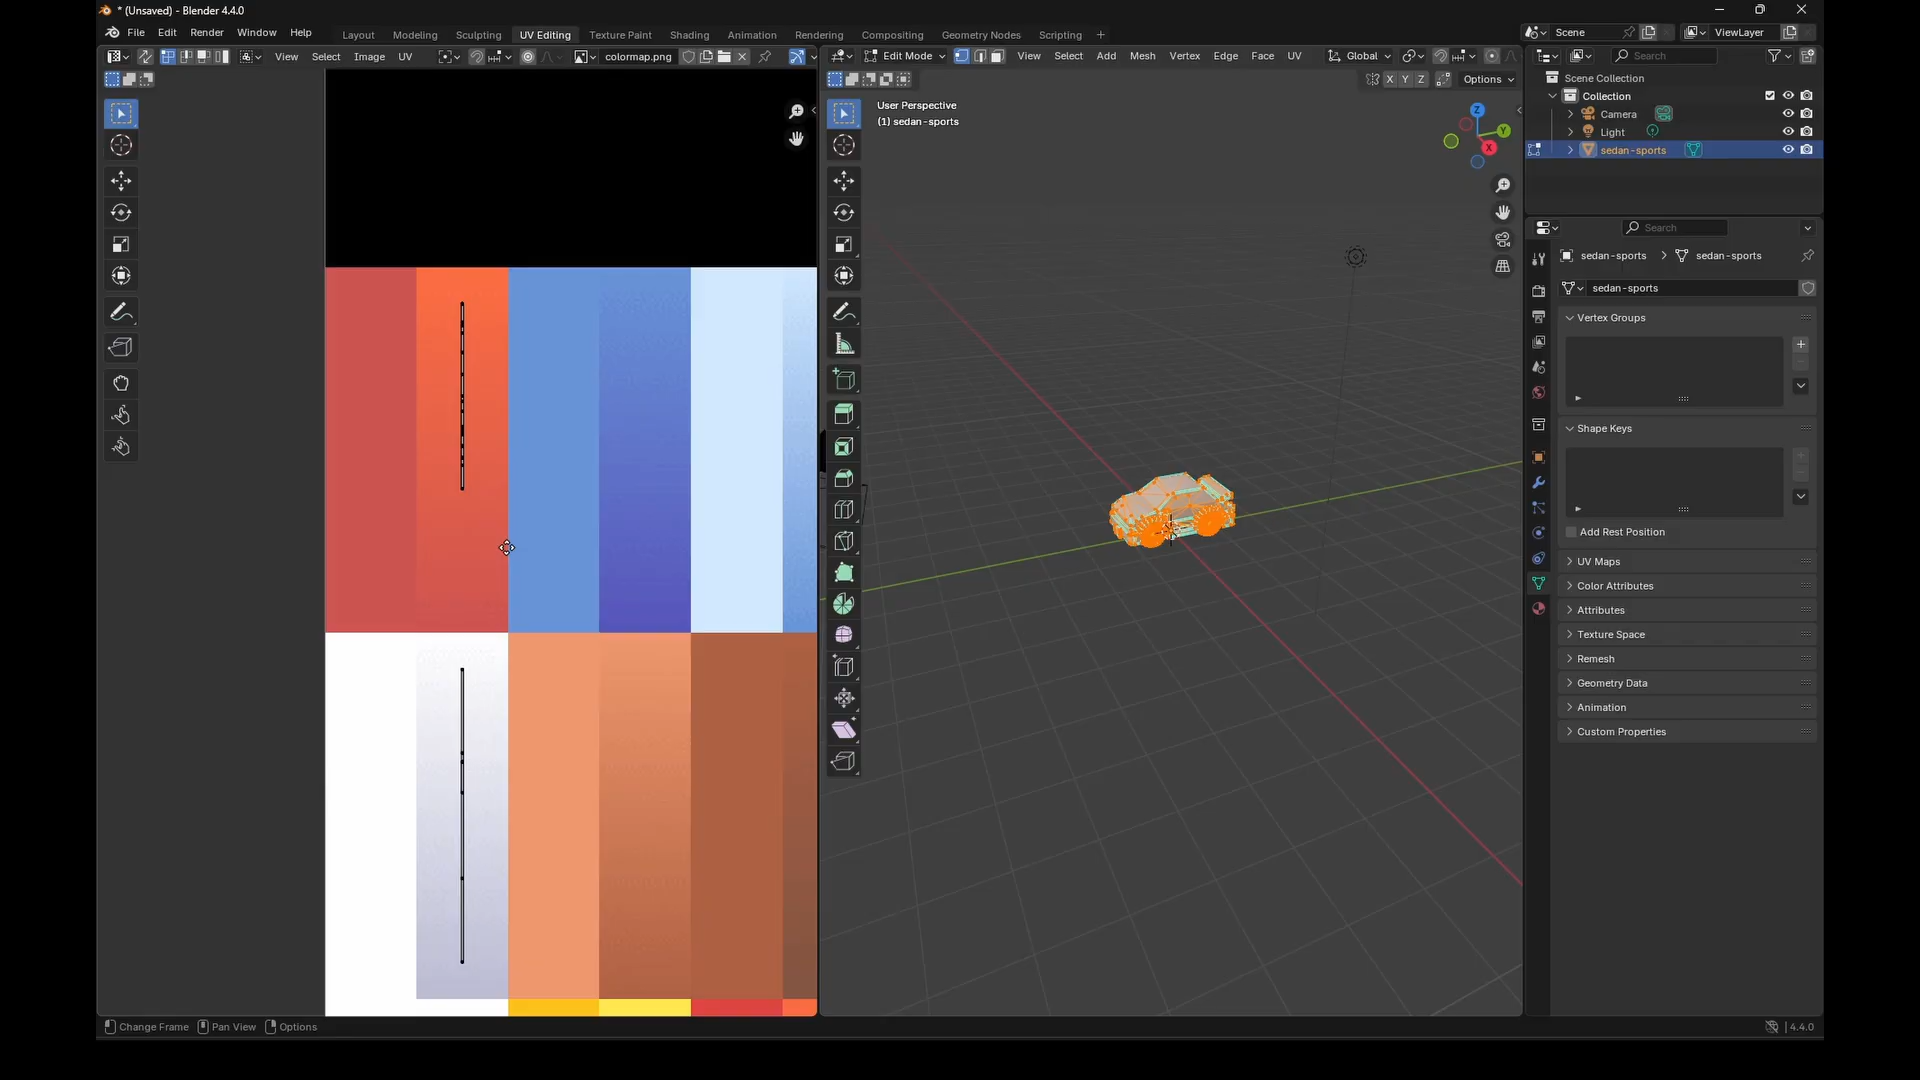 * (Unsaved) - Blender 4.4.0
File Edit Render Window Help
Layout Modeling Sculpting UV Editing Texture Paint Shading Animation Rendering Compositing Geometry Nodes Scripting +
Scene
ViewLayer
View Select Image UV
colormap.png
Edit Mode
View Select Add Mesh Vertex Edge Face UV
Global
Search
X Y Z
Options
User Perspective
(1) sedan-sports
Z
Y
X
Scene Collection
Collection
Camera
Light
sedan-sports
Search
sedan-sports > sedan-sports
sedan-sports
Vertex Groups
Shape Keys
Add Rest Position
UV Maps
Color Attributes
Attributes
Texture Space
Remesh
Geometry Data
Animation
Custom Properties
Change Frame Pan View Options
4.4.0